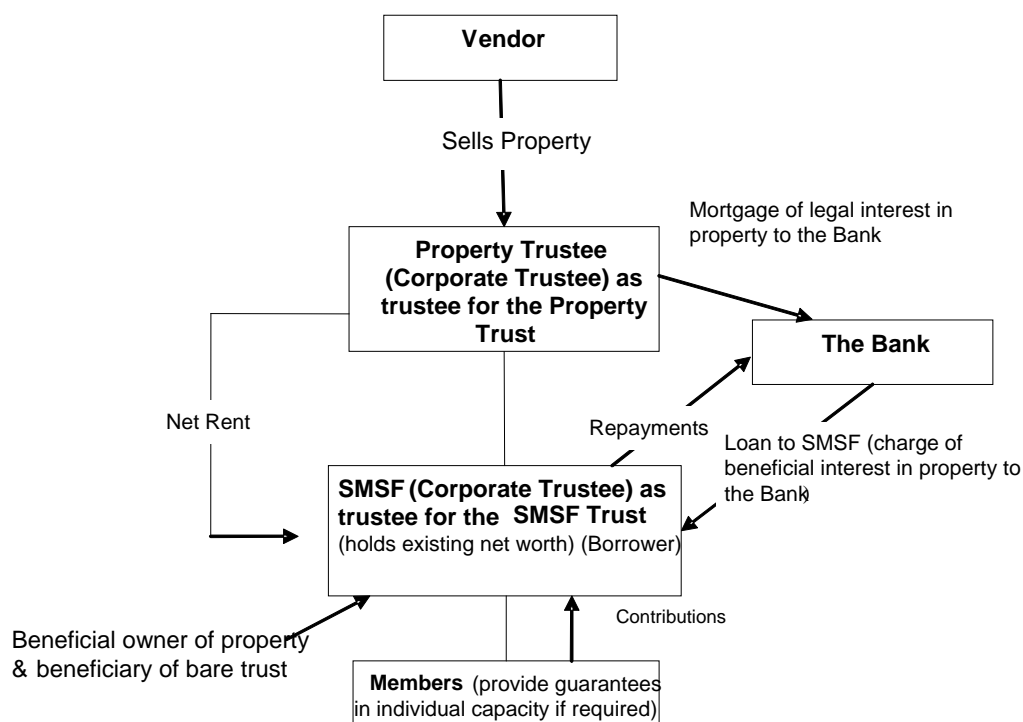 Vendor
Sells Property
Mortgage of legal interest in
property to the Bank
Property Trustee
(Corporate Trustee) as
trustee for the Property
Trust
The Bank
Net Rent
Repayments
Loan to SMSF (charge of
beneficial interest in property to
the Bank)
SMSF (Corporate Trustee) as
trustee for the SMSF Trust
(holds existing net worth) (Borrower)
Contributions
Beneficial owner of property
& beneficiary of bare trust
Members (provide guarantees
in individual capacity if required)